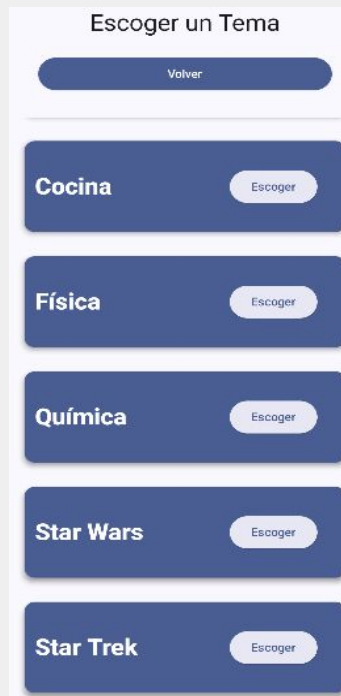 Escoger un Tema
Volver
Cocina Escoger
Física Escoger
Química Escoger
Star Wars Escoger
Star Trek Escoger